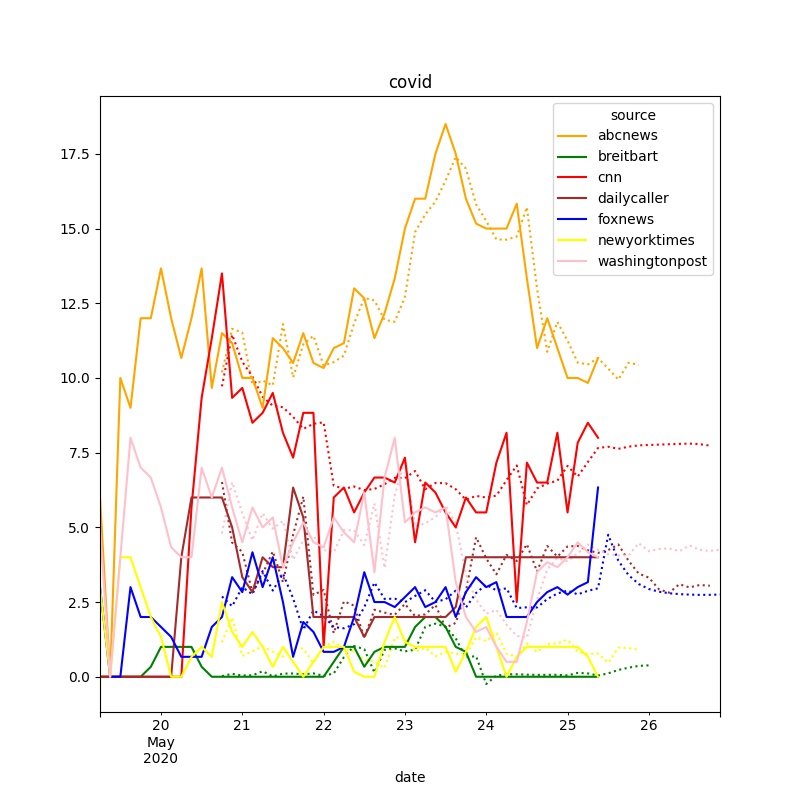 covid
source
abcnews
breitbart
cnn
dailycaller
foxnews
newyorktimes
washingtonpost
17.5
15.0
12.5
10.0
7.5
5.0
2.5
0.0
20 21 22 23 24 25 26
May
2020
date